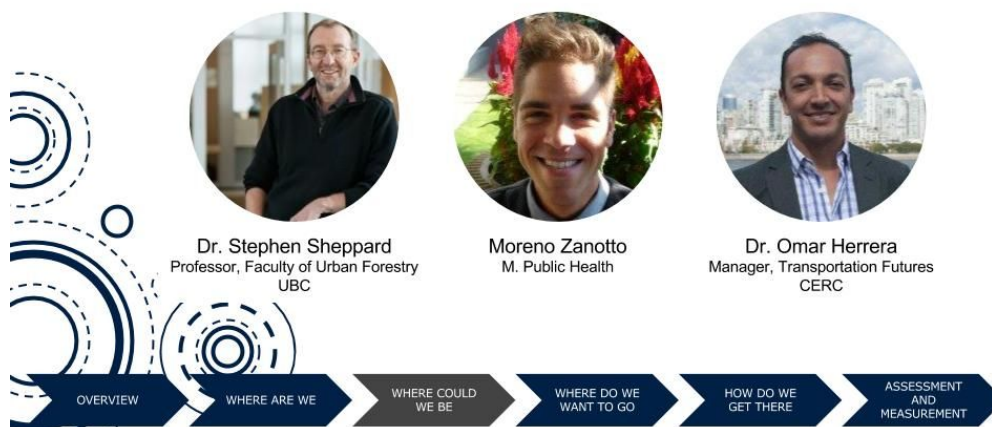 Dr. Stephen Sheppard
Professor, Faculty of Urban Forestry
UBC
Moreno Zanotto
M. Public Health
Dr. Omar Herrera
Manager, Transportation Futures
CERC
OVERVIEW
WHERE ARE WE
WHERE COULD
WE BE
WHERE DO WE
WANT TO GO
HOW DO WE
GET THERE
ASSESSMENT
AND
MEASUREMENT